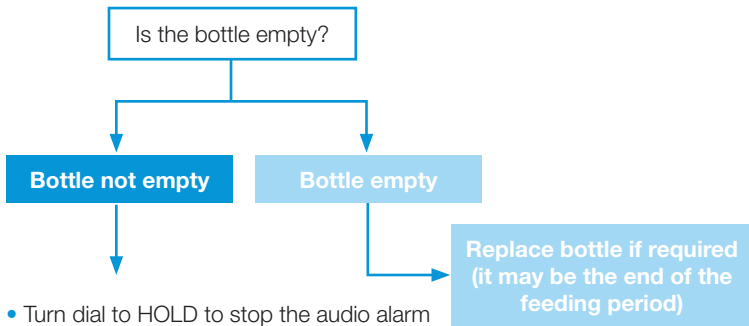 Is the bottle empty?
Bottle not empty
Bottle empty
Replace bottle if required
(it may be the end of the
feeding period)
• Turn dial to HOLD to stop the audio alarm